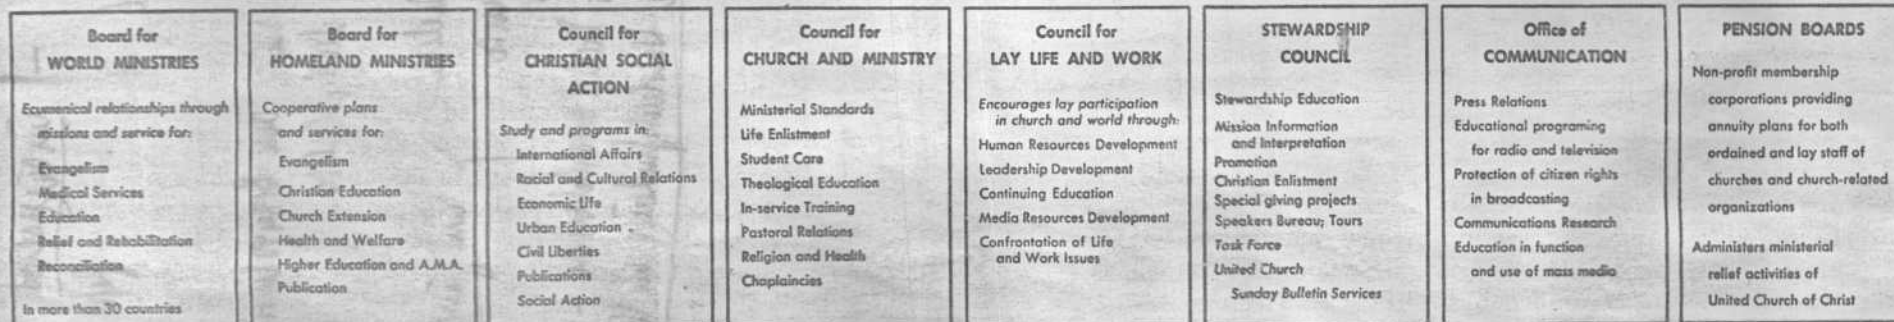 Board for
WORLD MINISTRIES
Ecumenical relationships through
missions and service for:
Evangelism
Medical Services
Education
Relief and Rehabilitation
Reconciliation
In more than 30 countries
Board for
HOMELAND MINISTRIES
Cooperative plans
and services for:
Evangelism
Christian Education
Church Extension
Health and Welfare
Higher Education and A.M.A.
Publication
Council for
CHRISTIAN SOCIAL
ACTION
Study and programs in:
International Affairs
Racial and Cultural Relations
Economic Life
Urban Education
Civil Liberties
Publications
Social Action
Council for
CHURCH AND MINISTRY
Ministerial Standards
Life Enlistment
Student Care
Theological Education
In-service Training
Pastoral Relations
Religion and Health
Chaplaincies
Council for
LAY LIFE AND WORK
Encourages lay participation
in church and world through:
Human Resources Development
Leadership Development
Continuing Education
Media Resources Development
Confrontation of Life
and Work Issues
STEWARDSHIP
COUNCIL
Stewardship Education
Mission Information
and Interpretation
Promotion
Christian Enlistment
Special giving projects
Speakers Bureau; Tours
Task Force
United Church
Sunday Bulletin Services
Office of
COMMUNICATION
Press Relations
Educational programing
for radio and television
Protection of citizen rights
in broadcasting
Communications Research
Education in function
and use of mass media
PENSION BOARDS
Non-profit membership
corporations providing
annuity plans for both
ordained and lay staff of
churches and church-related
organizations
Administers ministerial
relief activities of
United Church of Christ